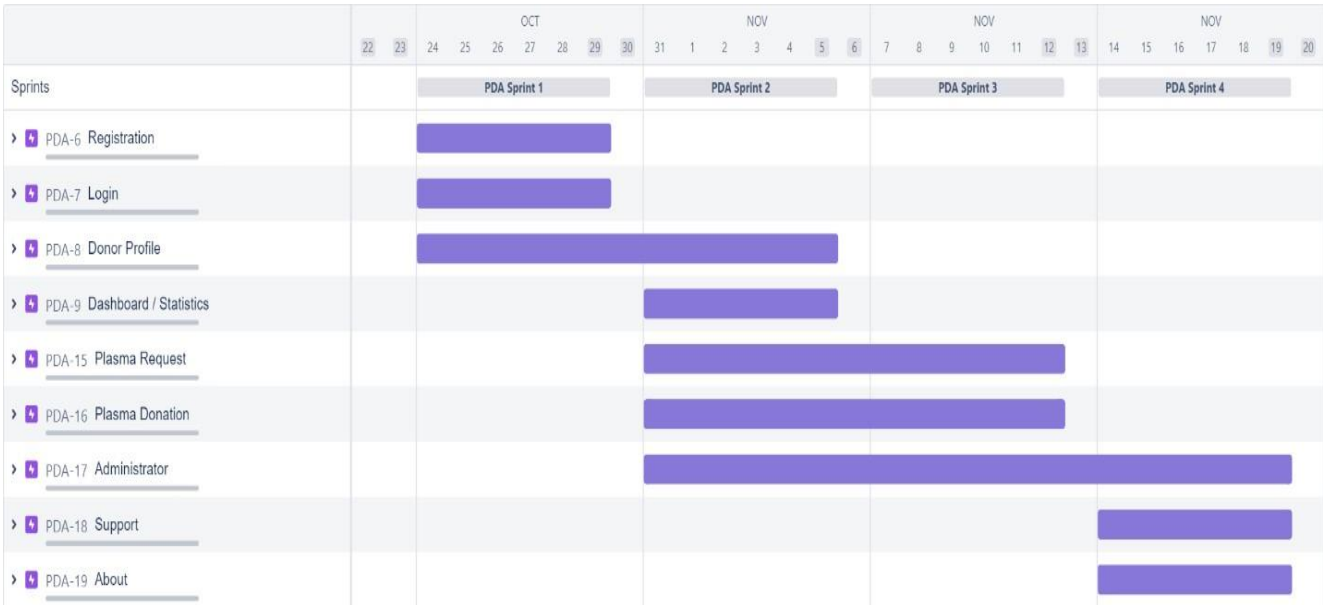 OCT NOV NOV NOV
22 23 24 25 26 27 28 29 30 31 1 2 3 4 5 6 7 8 9 10 11 12 13 14 15 16 17 18 19 20
Sprints PDA Sprint 1 PDA Sprint 2 PDA Sprint 3 PDA Sprint 4
PDA-6 Registration
PDA-7 Login
PDA-8 Donor Profile
PDA-9 Dashboard / Statistics
PDA-15 Plasma Request
PDA-16 Plasma Donation
PDA-17 Administrator
PDA-18 Support
PDA-19 About